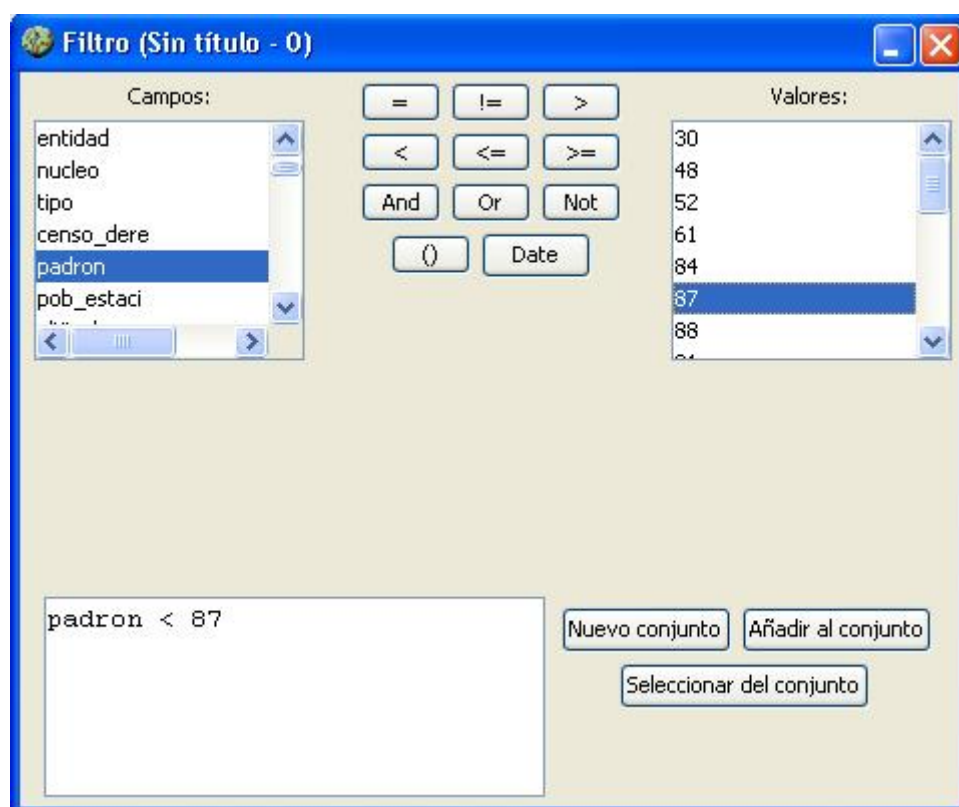 Filtro (Sin título - 0)
Campos:
entidad
nucleo
tipo
censo_dere
padron
pob_estaci
= != >
< <= >=
And Or Not
() Date
Valores:
30
48
52
61
84
87
88
padron < 87
Nuevo conjunto Añadir al conjunto
Seleccionar del conjunto